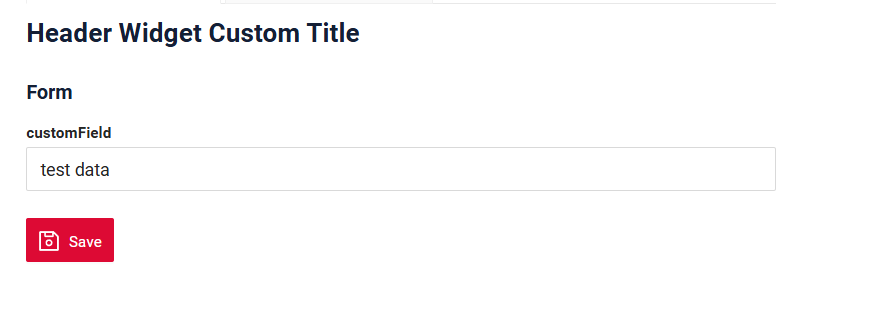 Header Widget Custom Title
Form
customField
test data
Save